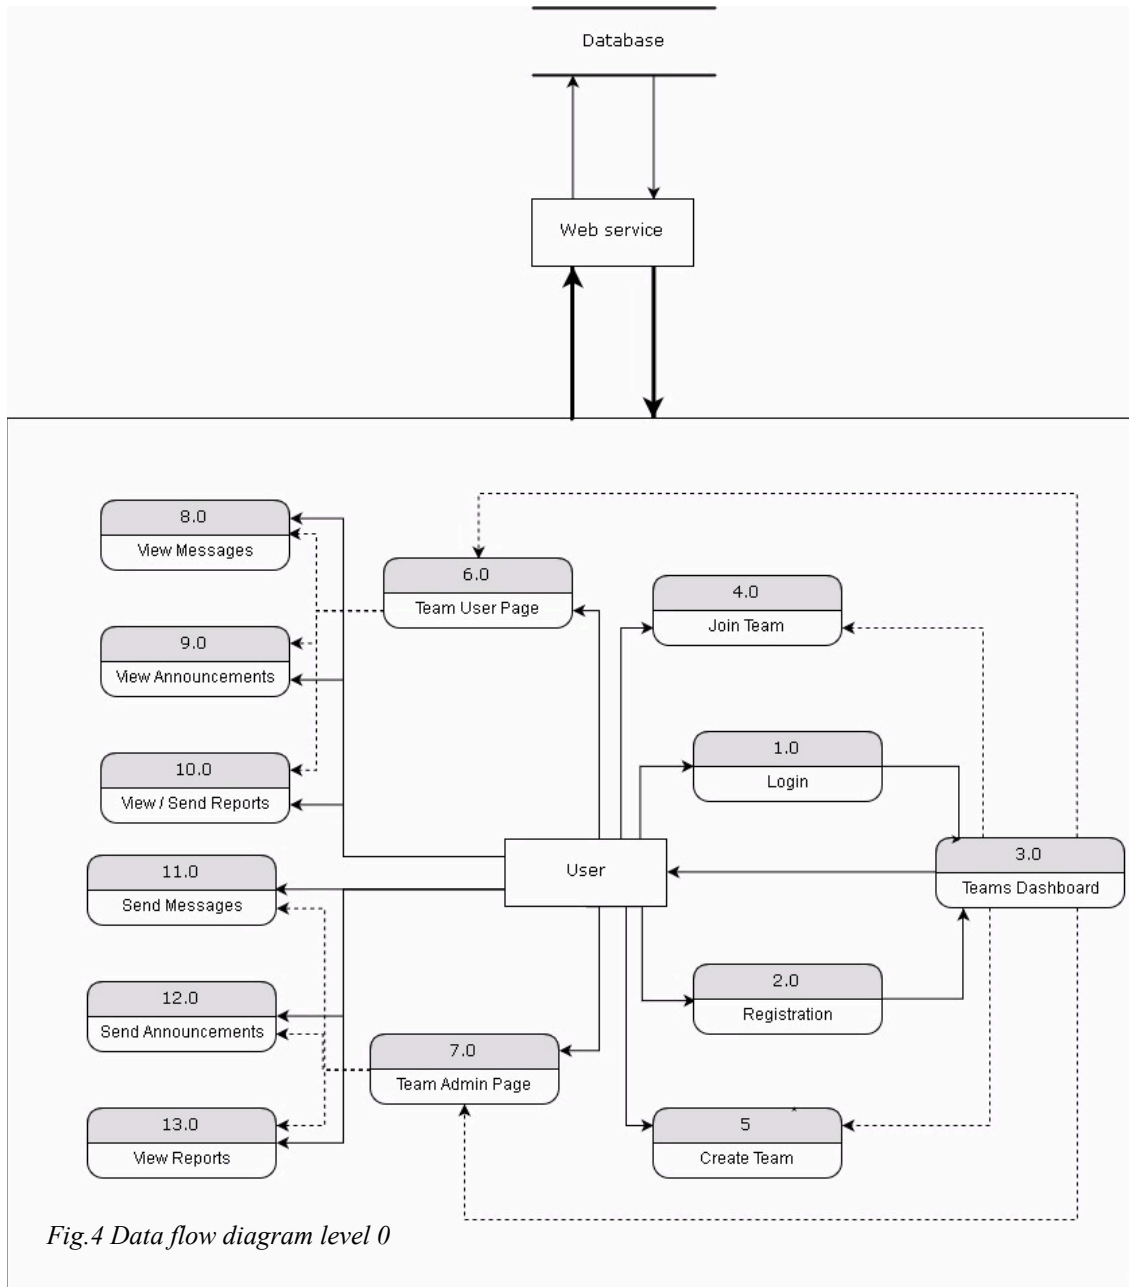 Database
Web service
8.0
View Messages
6.0
Team User Page
4.0
Join Team
9.0
View Announcements
1.0
Login
10.0
View / Send Reports
User
3.0
Teams Dashboard
11.0
Send Messages
2.0
Registration
12.0
Send Announcements
7.0
Team Admin Page
13.0
View Reports
5
Create Team
Fig.4 Data flow diagram level 0